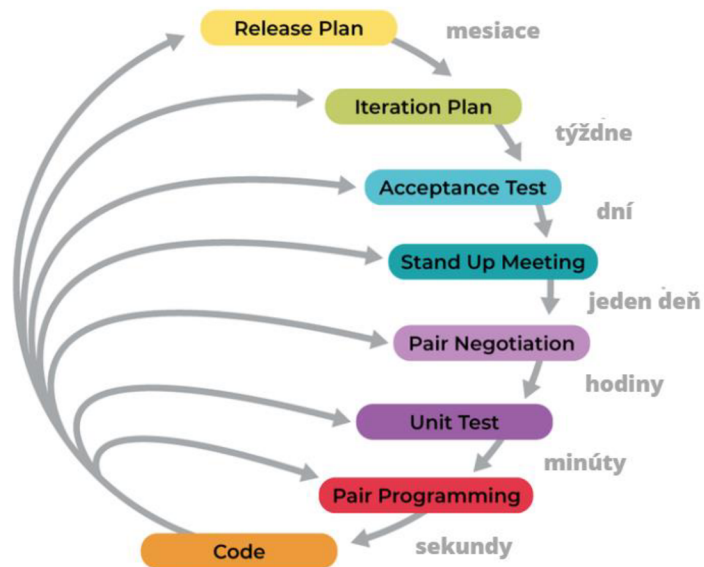 Release Plan
mesiace
Iteration Plan
týždne
Acceptance Test
dní
Stand Up Meeting
jeden deň
Pair Negotiation
hodiny
Unit Test
minúty
Pair Programming
sekundy
Code